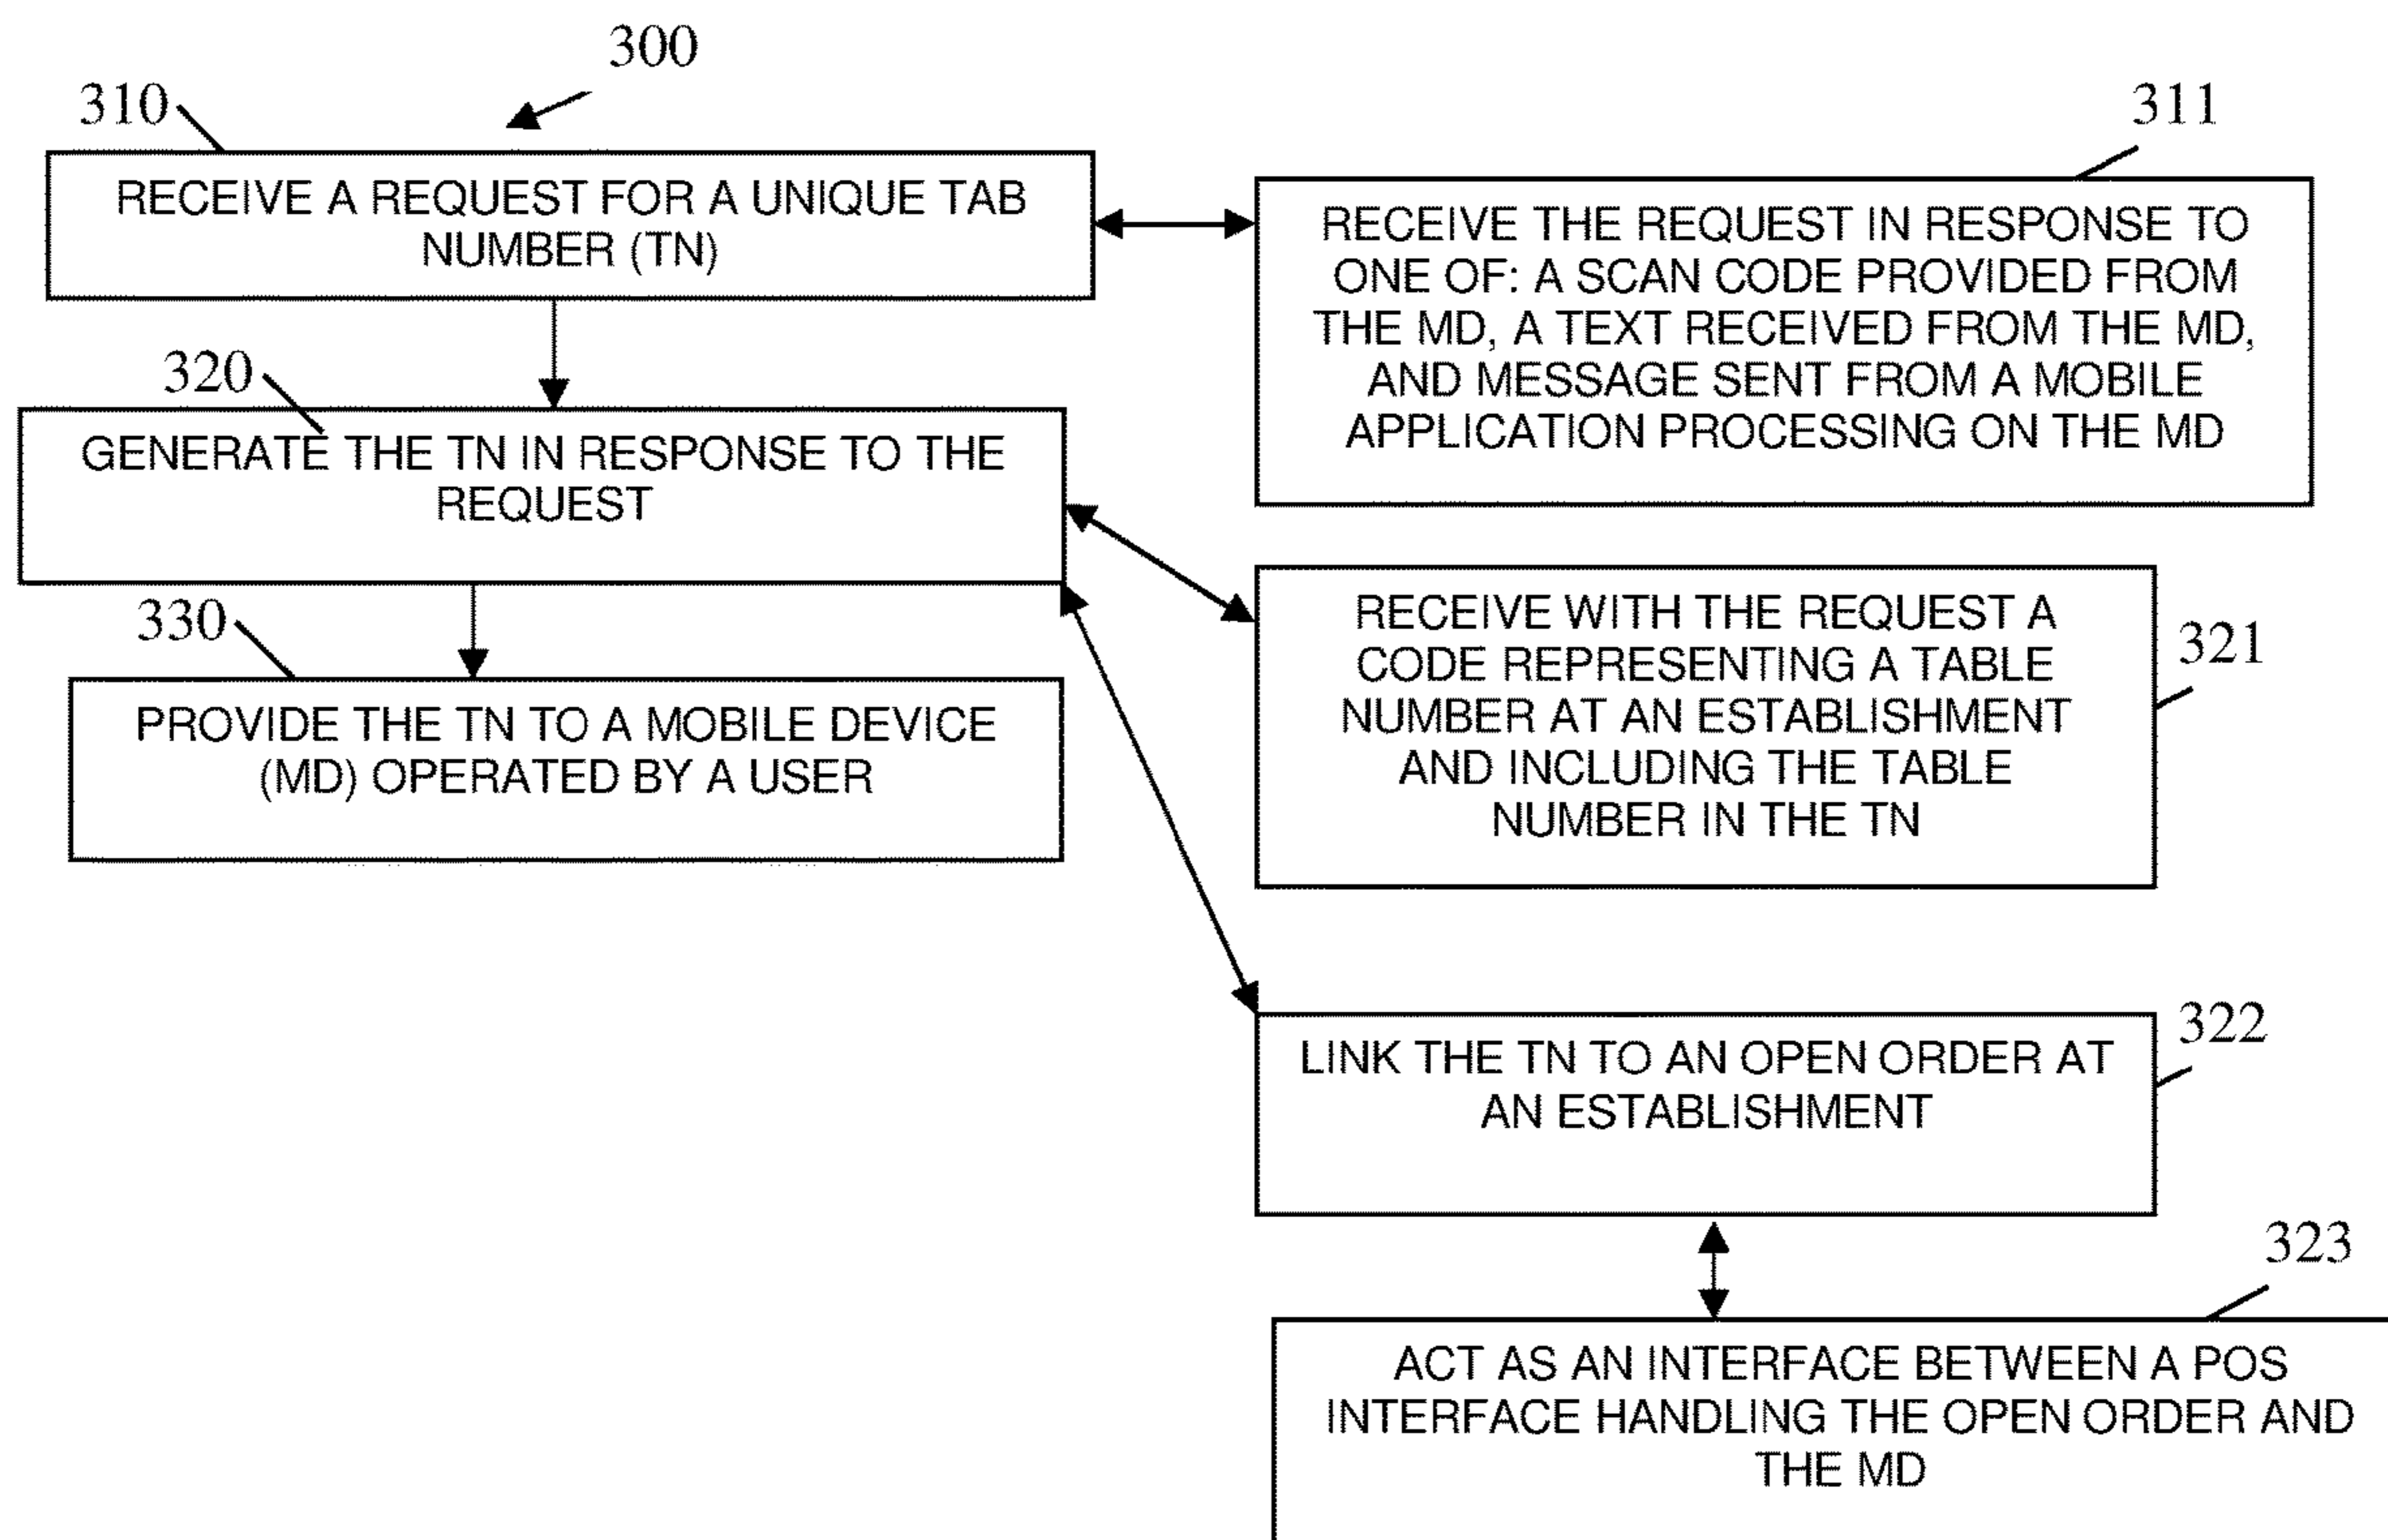 300
310
RECEIVE A REQUEST FOR A UNIQUE TAB
NUMBER (TN)
311
RECEIVE THE REQUEST IN RESPONSE TO
ONE OF: A SCAN CODE PROVIDED FROM
THE MD, A TEXT RECEIVED FROM THE MD,
AND MESSAGE SENT FROM A MOBILE
APPLICATION PROCESSING ON THE MD
320
GENERATE THE TN IN RESPONSE TO THE
REQUEST
321
RECEIVE WITH THE REQUEST A
CODE REPRESENTING A TABLE
NUMBER AT AN ESTABLISHMENT
AND INCLUDING THE TABLE
NUMBER IN THE TN
330
PROVIDE THE TN TO A MOBILE DEVICE
(MD) OPERATED BY A USER
322
LINK THE TN TO AN OPEN ORDER AT
AN ESTABLISHMENT
323
ACT AS AN INTERFACE BETWEEN A POS
INTERFACE HANDLING THE OPEN ORDER AND
THE MD